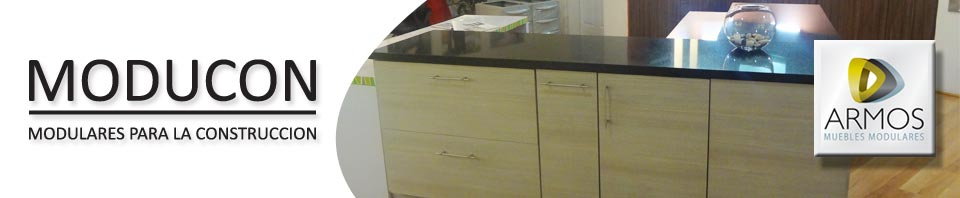 MODUCON
MODULARES PARA LA CONSTRUCCION
ARMOS
MUEBLES MODULARES